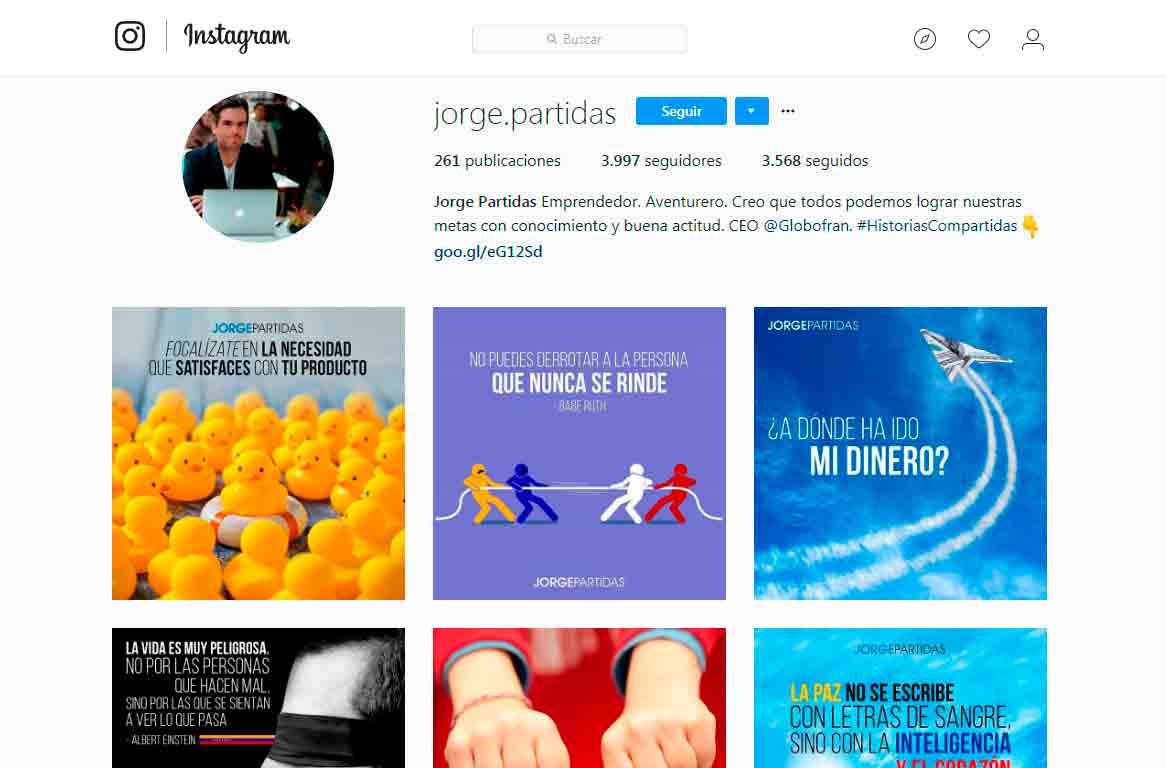 Instagram
Buscar
jorge.partidas
Seguir
261 publicaciones 3.997 seguidores 3.568 seguidos
Jorge Partidas Emprendedor. Aventurero. Creo que todos podemos lograr nuestras
metas con conocimiento y buena actitud. CEO @Globofran. #HistoriasCompartidas
goo.gl/eG12Sd
JORGEPARTIDAS
FOCALÍZATE EN LA NECESIDAD
QUE SATISFACES CON TU PRODUCTO
NO PUEDES DERROTAR A LA PERSONA
QUE NUNCA SE RINDE
- BABE RUTH
JORGEPARTIDAS
JORGEPARTIDAS
¿A DÓNDE HA IDO
MI DINERO?
LA VIDA ES MUY PELIGROSA.
NO POR LAS PERSONAS
QUE HACEN MAL,
SINO POR LAS QUE SE SIENTAN
A VER LO QUE PASA
- ALBERT EINSTEIN
JORGEPARTIDAS
LA PAZ NO SE ESCRIBE
CON LETRAS DE SANGRE,
SINO CON LA INTELIGENCIA
Y EL CORAZÓN